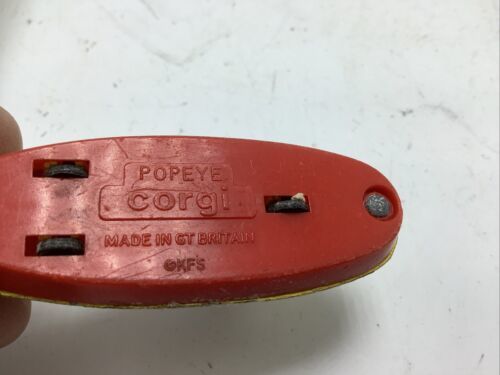 POPEYE
corgi
MADE IN GT BRITAIN
©KFS